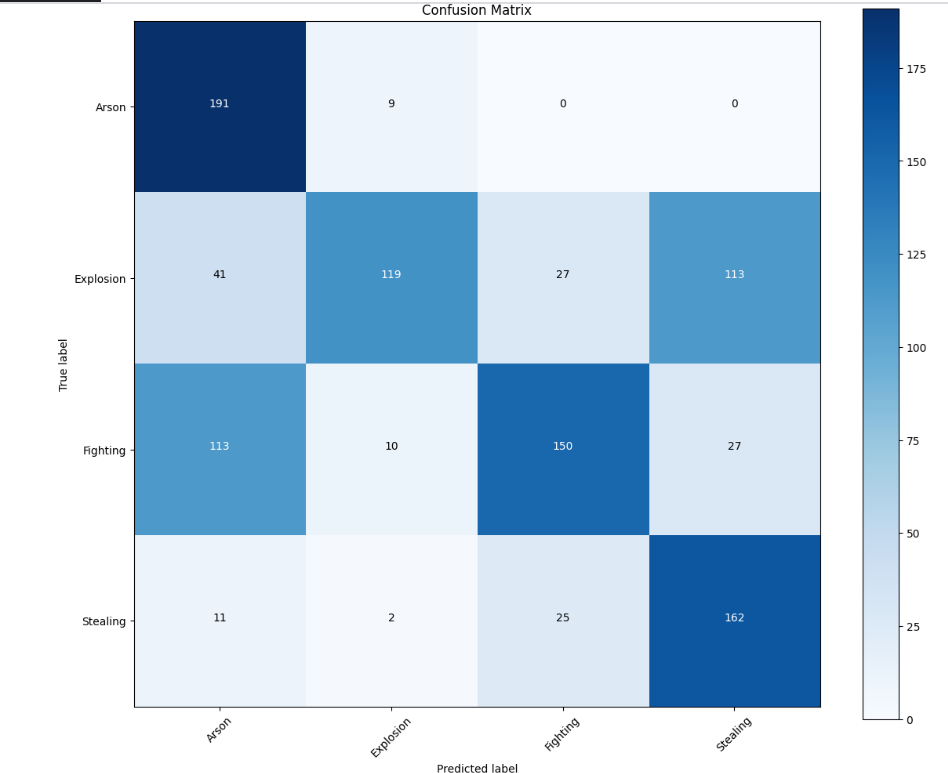 Confusion Matrix
Arson
191 9 0 0
Explosion
41 119 27 113
Fighting
113 10 150 27
Stealing
11 2 25 162
True label
Arson Explosion Fighting Stealing
Predicted label
175
150
125
100
75
50
25
0